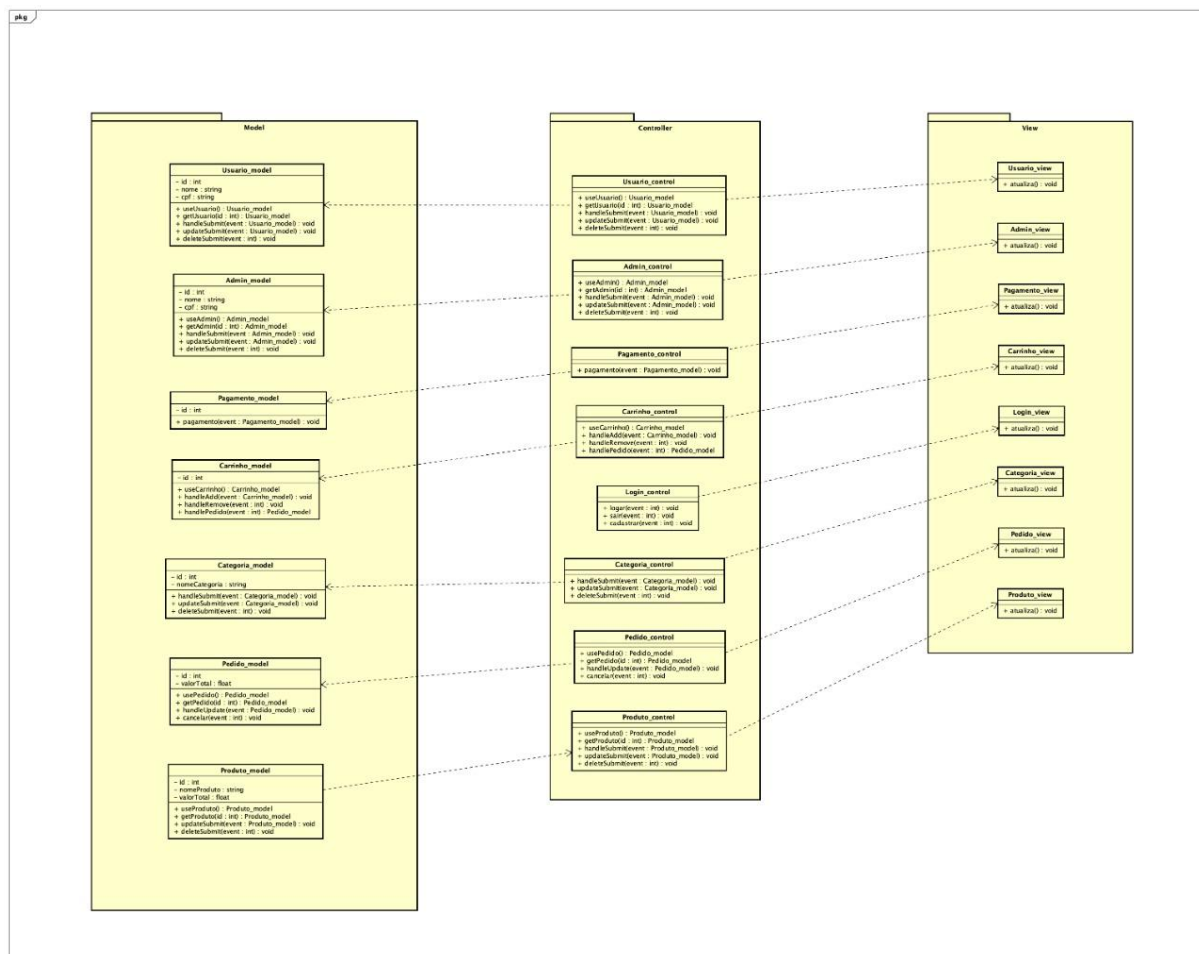 pkg
Model
Usuario_model
- id : int
- nome : string
- cpf : string
+ useUsuario() : Usuario_model
+ getUsuario(id : int) : Usuario_model
+ handleSubmit(event : Usuario_model) : void
+ updateSubmit(event : Usuario_model) : void
+ deleteSubmit(event : int) : void
Admin_model
- id : int
- nome : string
- cpf : string
+ useAdmin() : Admin_model
+ getAdmin(id : int) : Admin_model
+ handleSubmit(event : Admin_model) : void
+ updateSubmit(event : Admin_model) : void
+ deleteSubmit(event : int) : void
Pagamento_model
- id : int
+ pagamento(event : Pagamento_model) : void
Carrinho_model
- id : int
+ useCarrinho() : Carrinho_model
+ handleAdd(event : Carrinho_model) : void
+ handleRemove(event : int) : void
+ handlePedido(event : int) : Pedido_model
Categoria_model
- id : int
- nomeCategoria : string
+ handleSubmit(event : Categoria_model) : void
+ updateSubmit(event : Categoria_model) : void
+ deleteSubmit(event : int) : void
Pedido_model
- id : int
- valorTotal : float
+ usePedido() : Pedido_model
+ getPedido(id : int) : Pedido_model
+ handleUpdate(event : Pedido_model) : void
+ cancelar(event : int) : void
Produto_model
- id : int
- nomeProduto : string
- valorTotal : float
+ useProduto() : Produto_model
+ getProduto(id : int) : Produto_model
+ updateSubmit(event : Produto_model) : void
+ deleteSubmit(event : int) : void
Controller
Usuario_control
+ useUsuario() : Usuario_model
+ getUsuario(id : int) : Usuario_model
+ handleSubmit(event : Usuario_model) : void
+ updateSubmit(event : Usuario_model) : void
+ deleteSubmit(event : int) : void
Admin_control
+ useAdmin() : Admin_model
+ getAdmin(id : int) : Admin_model
+ handleSubmit(event : Admin_model) : void
+ updateSubmit(event : Admin_model) : void
+ deleteSubmit(event : int) : void
Pagamento_control
+ pagamento(event : Pagamento_model) : void
Carrinho_control
+ useCarrinho() : Carrinho_model
+ handleAdd(event : Carrinho_model) : void
+ handleRemove(event : int) : void
+ handlePedido(event : int) : Pedido_model
Login_control
+ logar(event : int) : void
+ sair(event : int) : void
+ cadastrar(event : int) : void
Categoria_control
+ handleSubmit(event : Categoria_model) : void
+ updateSubmit(event : Categoria_model) : void
+ deleteSubmit(event : int) : void
Pedido_control
+ usePedido() : Pedido_model
+ getPedido(id : int) : Pedido_model
+ handleUpdate(event : Pedido_model) : void
+ cancelar(event : int) : void
Produto_control
+ useProduto() : Produto_model
+ getProduto(id : int) : Produto_model
+ handleSubmit(event : Produto_model) : void
+ updateSubmit(event : Produto_model) : void
+ deleteSubmit(event : int) : void
View
Usuario_view
+ atualiza() : void
Admin_view
+ atualiza() : void
Pagamento_view
+ atualiza() : void
Carrinho_view
+ atualiza() : void
Login_view
+ atualiza() : void
Categoria_view
+ atualiza() : void
Pedido_view
+ atualiza() : void
Produto_view
+ atualiza() : void